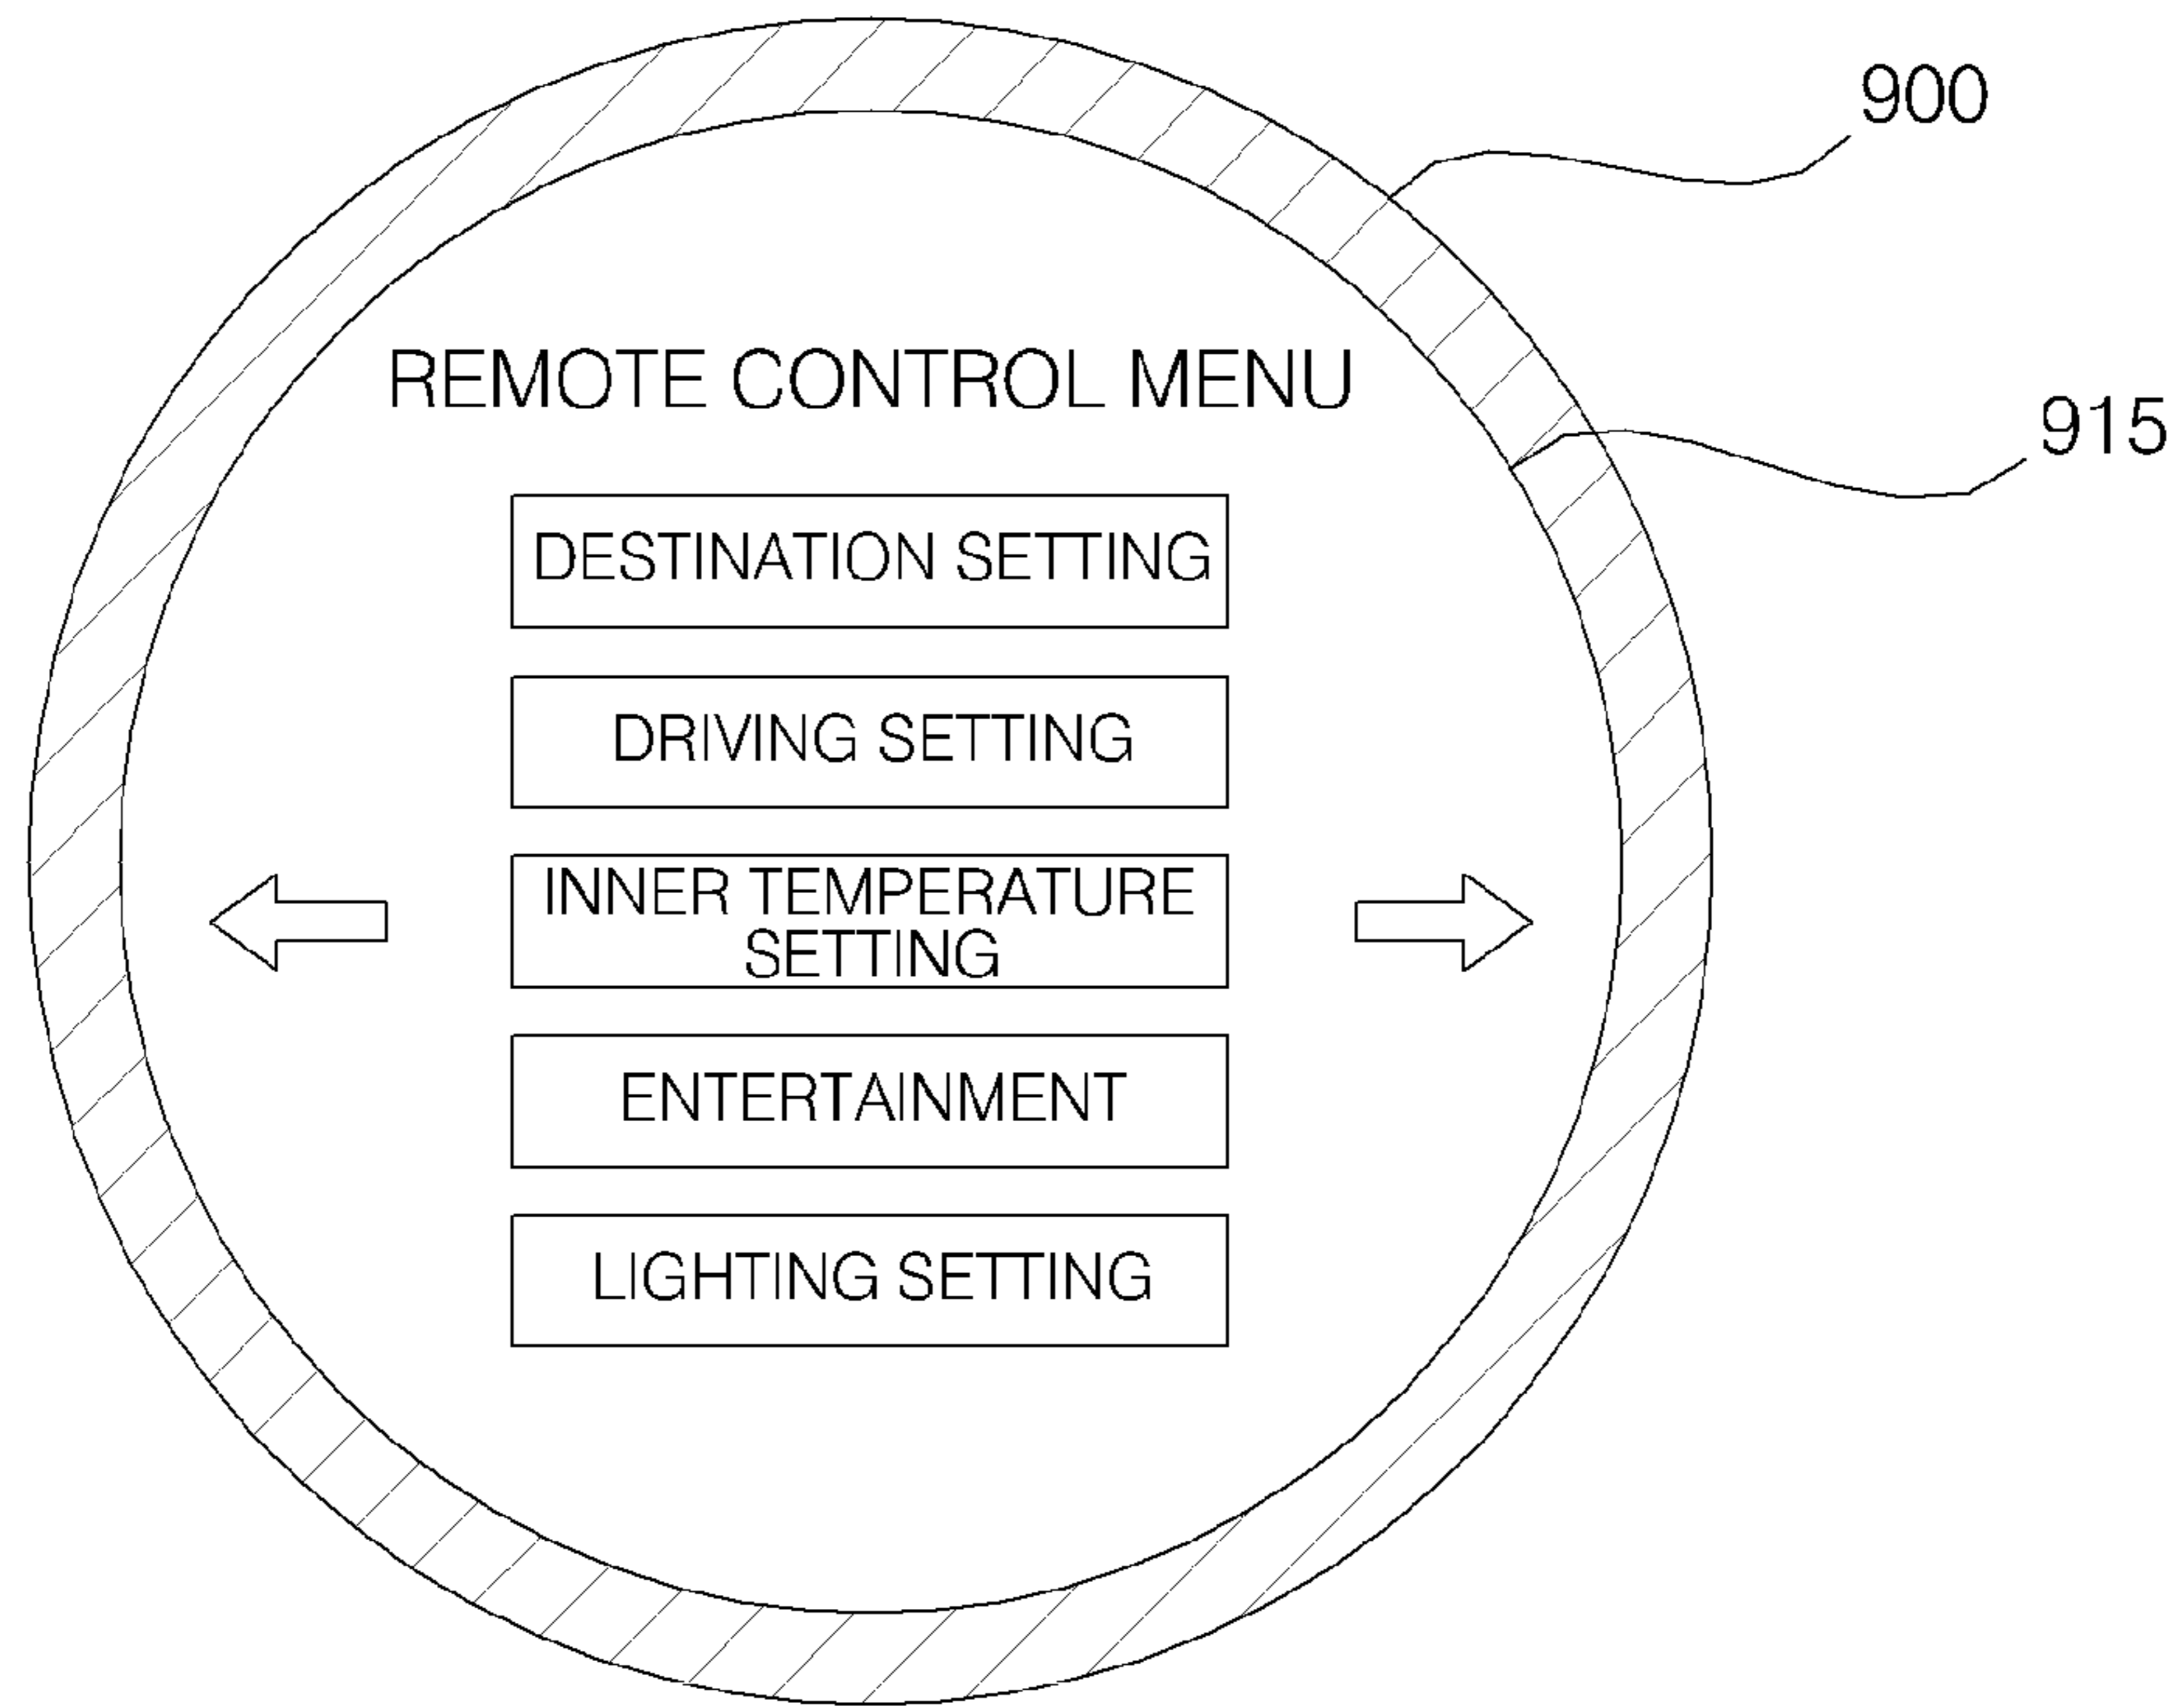 900
REMOTE CONTROL MENU
915
DESTINATION SETTING
DRIVING SETTING
INNER TEMPERATURE
SETTING
ENTERTAINMENT
LIGHTING SETTING